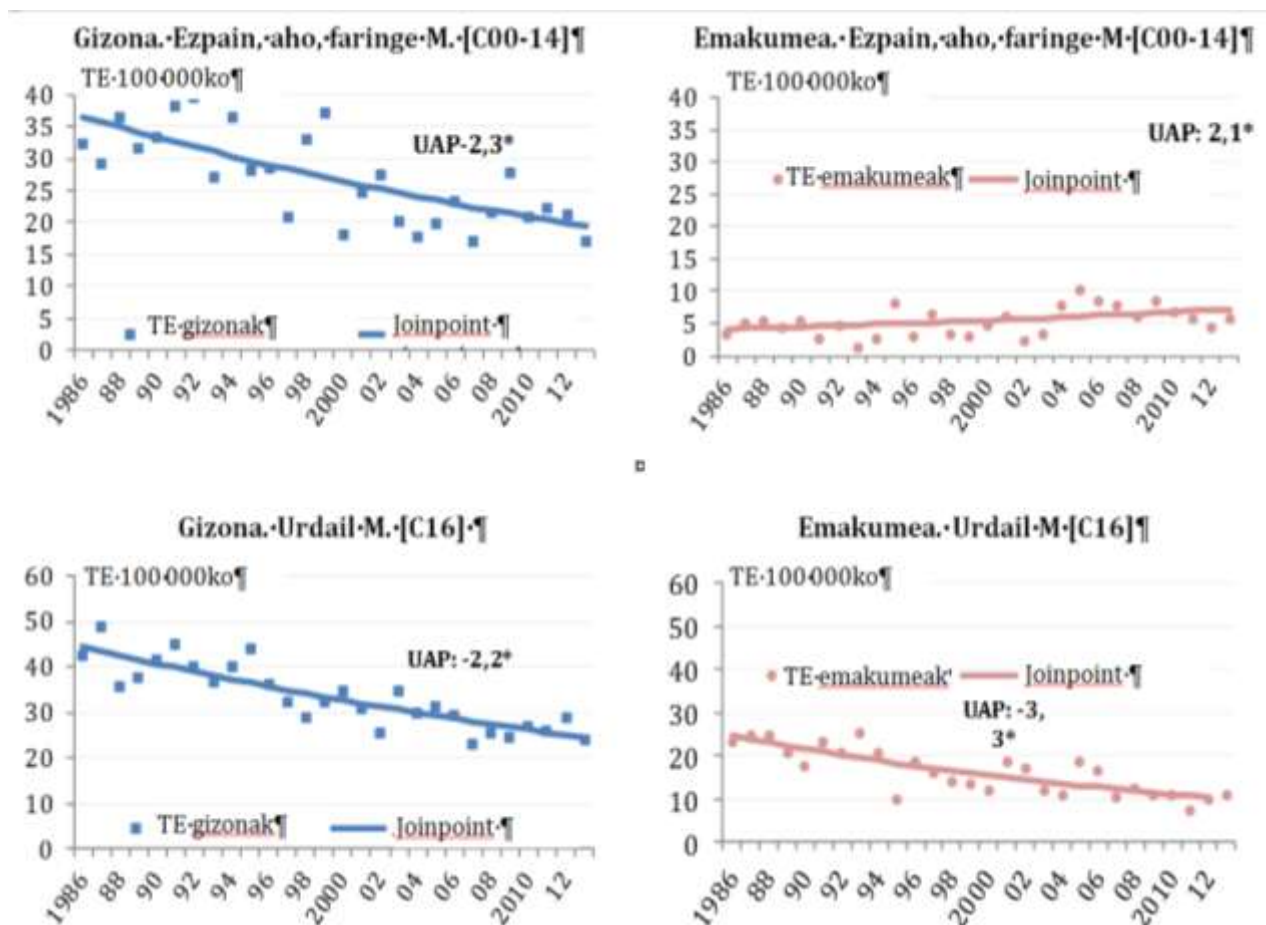 Gizona.·Ezpain,·aho,·faringe·M.·[C00-14]¶
TE·100·000ko¶
40
35
30
25
20
15
10
5
0
UAP-2,3*
TE·gizonak¶ Joinpoint·¶
1986 88 90 92 94 96 98 2000 02 04 06 08 2010 12
Emakumea.·Ezpain,·aho,·faringe·M·[C00-14]¶
TE·100·000ko¶
40
35
30
25
20
15
10
5
0
UAP: 2,1*
TE·emakumeak¶ Joinpoint·¶
1986 88 90 92 94 96 98 2000 02 04 06 08 2010 12
¤
Gizona.·Urdail·M.·[C16]·¶
TE·100·000ko¶
60
50
40
30
20
10
0
UAP: -2,2*
TE·gizonak¶ Joinpoint·¶
1986 88 90 92 94 96 98 2000 02 04 06 08 2010 12
Emakumea.·Urdail·M·[C16]¶
TE·100·000ko¶
60
50
40
30
20
10
0
TE·emakumeak Joinpoint·¶
UAP: -3,
3*
1986 88 90 92 94 96 98 2000 02 04 06 08 2010 12